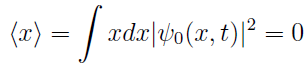 ⟨x⟩ = ∫ xdx|ψ₀(x, t)|² = 0